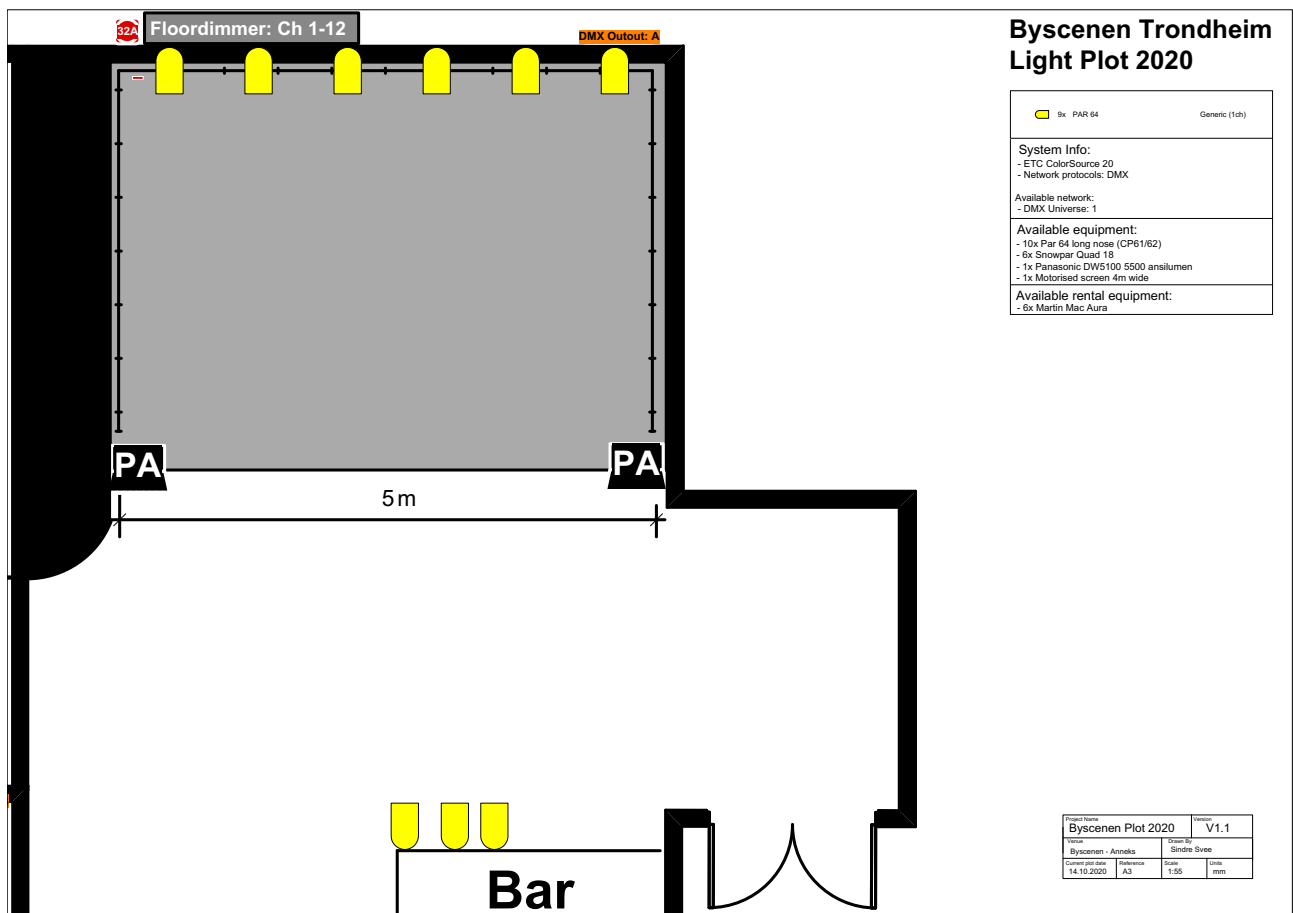 32A
Floordimmer: Ch 1-12
DMX Outout: A
Byscenen Trondheim
Light Plot 2020
9x PAR 64 Generic (1ch)
System Info:
- ETC ColorSource 20
- Network protocols: DMX
Available network:
- DMX Universe: 1
Available equipment:
- 10x Par 64 long nose (CP61/62)
- 6x Snowpar Quad 18
- 1x Panasonic DW5100 5500 ansilumen
- 1x Motorised screen 4m wide
Available rental equipment:
- 6x Martin Mac Aura
PA PA
5 m
Bar
Project Name Version
Byscenen Plot 2020 V1.1
Venue Drawn By
Byscenen - Anneks Sindre Svee
Current plot date Reference Scale Units
14.10.2020 A3 1:55 mm